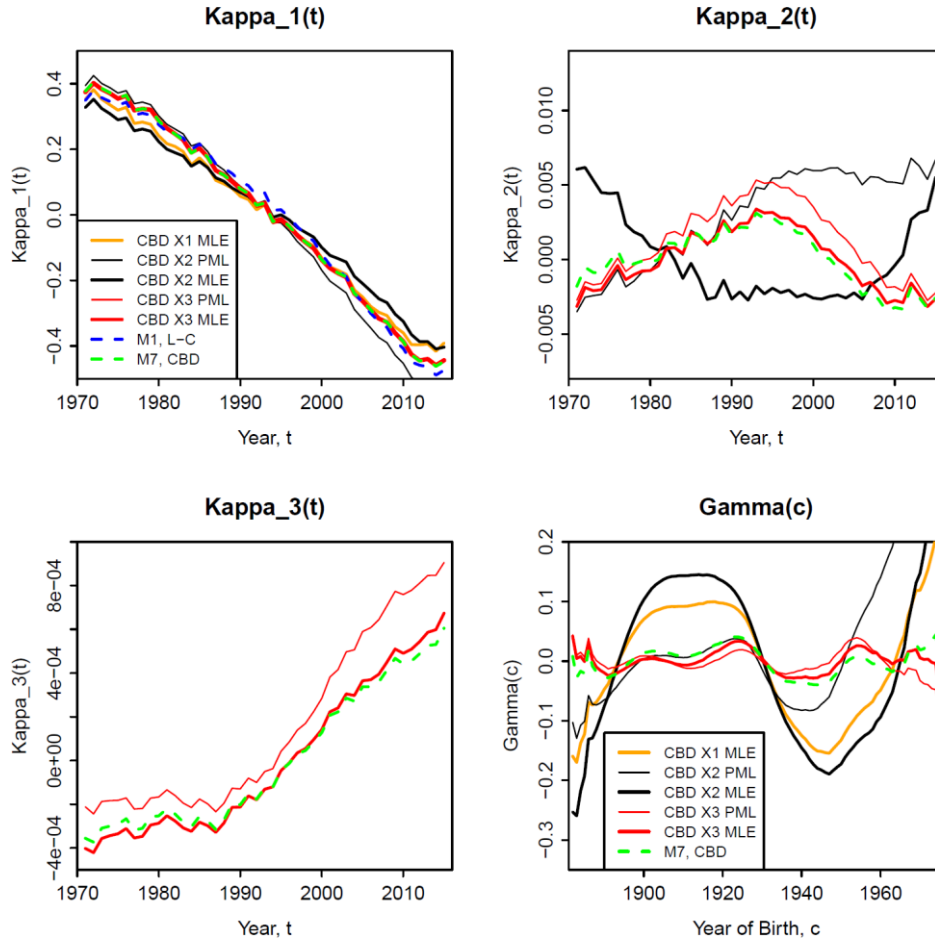 Kappa_1(t)
Kappa_1(t)
0.4
0.2
0.0
−0.2
−0.4
CBD X1 MLE
CBD X2 PML
CBD X2 MLE
CBD X3 PML
CBD X3 MLE
M1, L−C
M7, CBD
1970 1980 1990 2000 2010
Year, t
Kappa_2(t)
Kappa_2(t)
0.010
0.005
0.000
−0.005
1970 1980 1990 2000 2010
Year, t
Kappa_3(t)
Kappa_3(t)
8e−04
4e−04
0e+00
−4e−04
1970 1980 1990 2000 2010
Year, t
Gamma(c)
Gamma(c)
0.2
0.1
0.0
−0.1
−0.2
−0.3
CBD X1 MLE
CBD X2 PML
CBD X2 MLE
CBD X3 PML
CBD X3 MLE
M7, CBD
1900 1920 1940 1960
Year of Birth, c